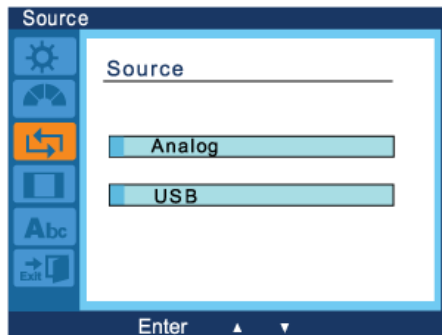 Source
Source
Analog
USB
Abc
Exit
Enter ▲ ▼